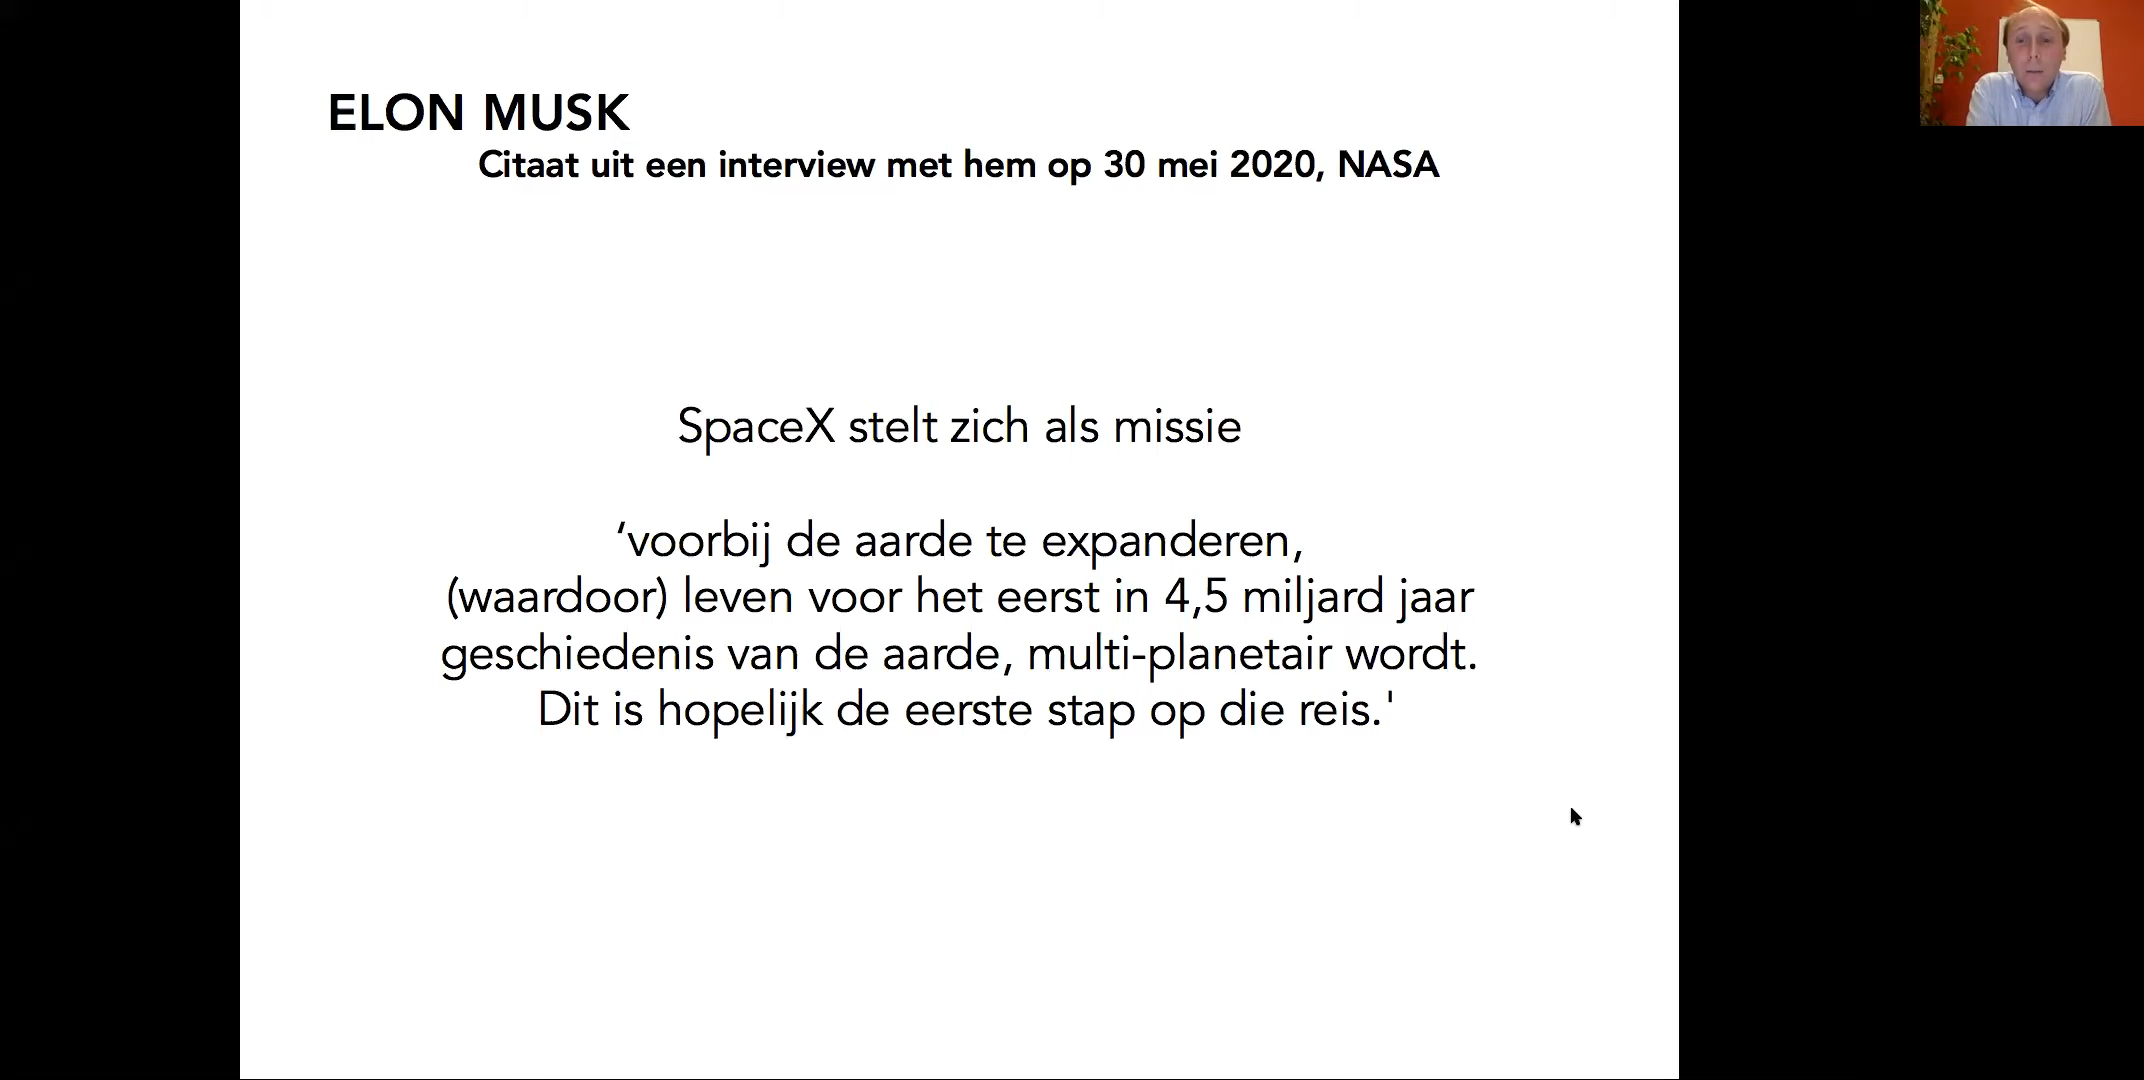 ELON MUSK
Citaat uit een interview met hem op 30 mei 2020, NASA
SpaceX stelt zich als missie
‘voorbij de aarde te expanderen,
(waardoor) leven voor het eerst in 4,5 miljard jaar
geschiedenis van de aarde, multi-planetair wordt.
Dit is hopelijk de eerste stap op die reis.'